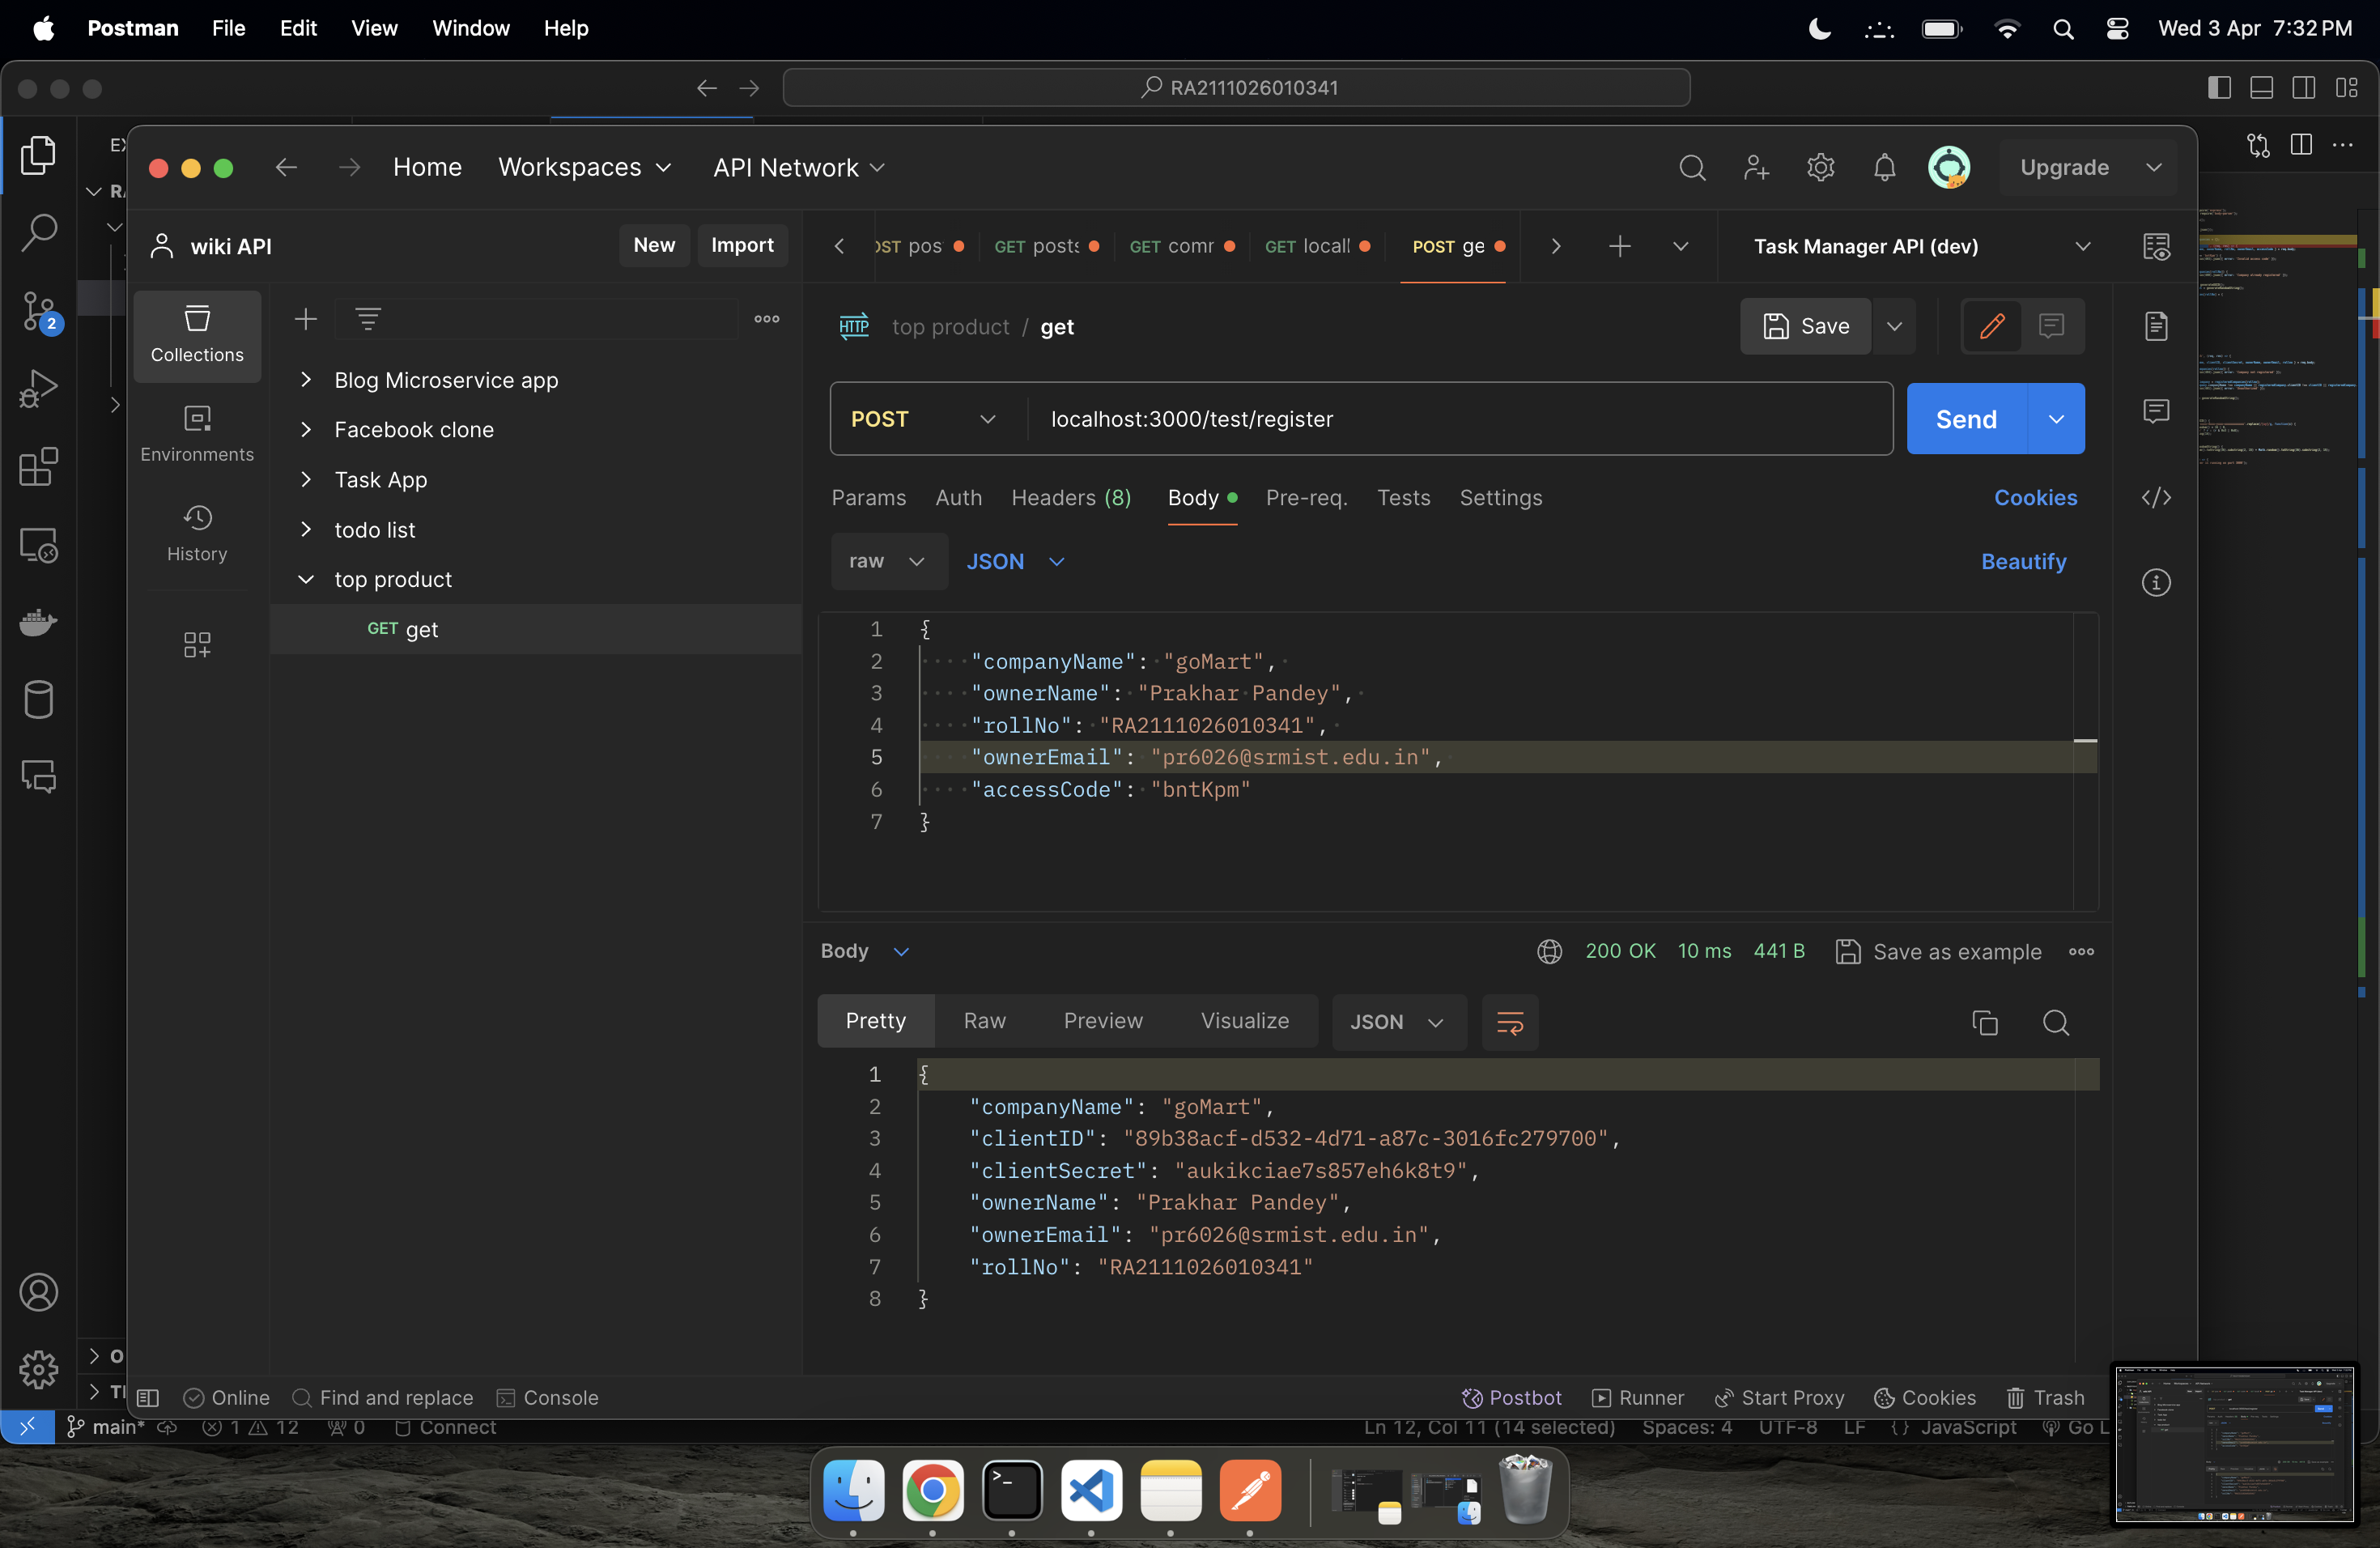 Postman File Edit View Window Help Wed 3 Apr 7:32 PM
RA2111026010341
Home Workspaces API Network Upgrade
wiki API New Import
pos GET posts GET comr GET locall POST ge Task Manager API (dev)
Collections
Environments
History
Blog Microservice app
Facebook clone
Task App
todo list
top product
GET get
HTTP top product / get Save
POST localhost:3000/test/register Send
Params Auth Headers (8) Body Pre-req. Tests Settings Cookies
raw JSON Beautify
1 {
2 "companyName": "goMart",
3 "ownerName": "Prakhar Pandey",
4 "rollNo": "RA2111026010341",
5 "ownerEmail": "pr6026@srmist.edu.in",
6 "accessCode": "bntKpm"
7 }
Body 200 OK 10 ms 441 B Save as example
Pretty Raw Preview Visualize JSON
1 {
2 "companyName": "goMart",
3 "clientID": "89b38acf-d532-4d71-a87c-3016fc279700",
4 "clientSecret": "aukikciae7s857eh6k8t9",
5 "ownerName": "Prakhar Pandey",
6 "ownerEmail": "pr6026@srmist.edu.in",
7 "rollNo": "RA2111026010341"
8 }
Online Find and replace Console Postbot Runner Start Proxy Cookies Trash
main* 1 12 0 Connect Ln 12, Col 11 (14 selected) Spaces: 4 UTF-8 LF {} JavaScript Go L
2